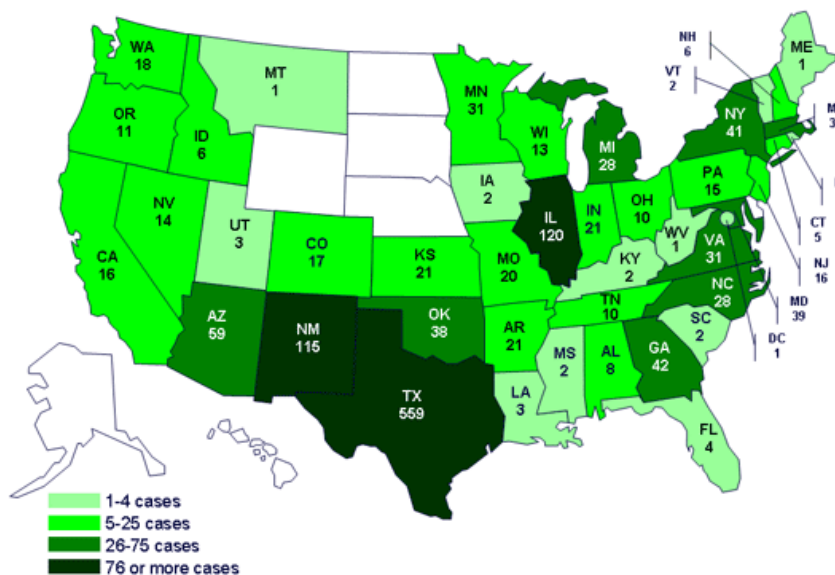 WA
18
OR
11
CA
16
NV
14
ID
6
MT
1
UT
3
AZ
59
CO
17
NM
115
KS
21
OK
38
TX
559
MN
31
IA
2
MO
20
AR
21
LA
3
WI
13
IL
120
MI
28
IN
21
OH
10
KY
2
TN
10
MS
2
AL
8
GA
42
FL
4
SC
2
NC
28
VA
31
WV
1
PA
15
NY
41
VT
2
NH
6
ME
1
M
3
CT
5
NJ
16
MD
39
DC
1
1-4 cases
5-25 cases
26-75 cases
76 or more cases